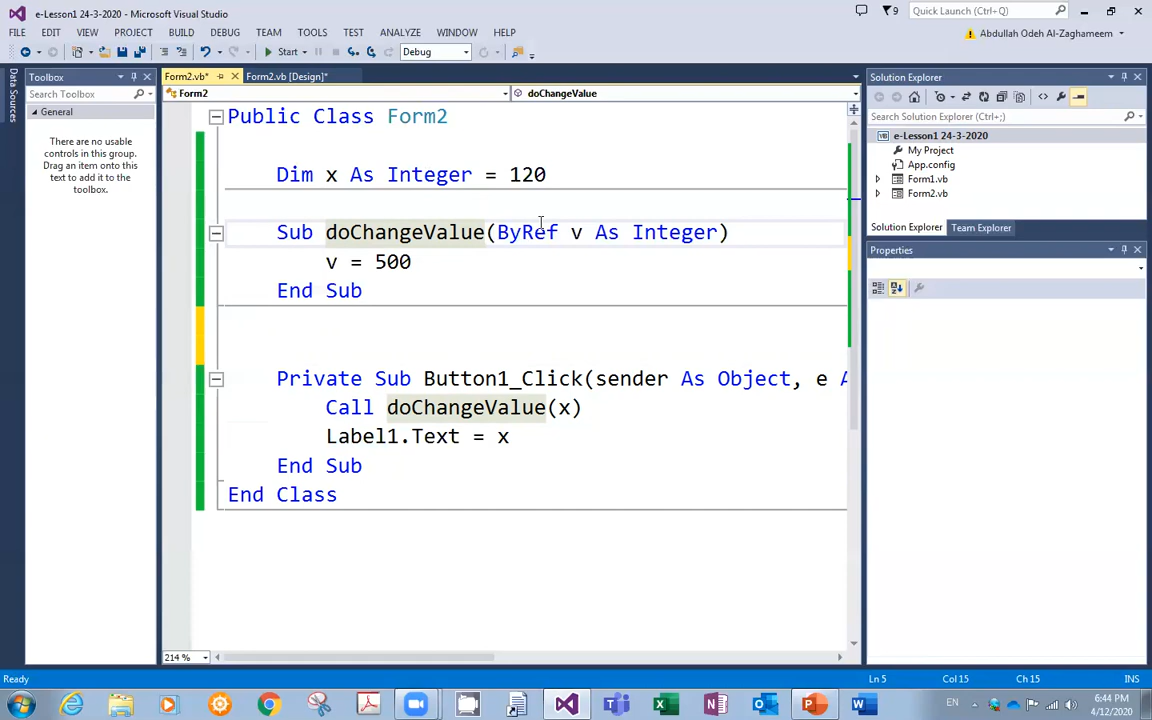 e-Lesson1 24-3-2020 - Microsoft Visual Studio
9
Quick Launch (Ctrl+Q)
FILE EDIT VIEW PROJECT BUILD DEBUG TEAM TOOLS TEST ANALYZE WINDOW HELP
Abdullah Odeh Al-Zaghameem
Start Debug
Data Sources
Toolbox
Search Toolbox
General
There are no usable
controls in this group.
Drag an item onto this
text to add it to the
toolbox.
Form2.vb* Form2.vb [Design]*
Form2 doChangeValue
Public Class Form2
Dim x As Integer = 120
Sub doChangeValue(ByRef v As Integer)
v = 500
End Sub
Private Sub Button1_Click(sender As Object, e A
Call doChangeValue(x)
Label1.Text = x
End Sub
End Class
214 %
Solution Explorer
Search Solution Explorer (Ctrl+;)
e-Lesson1 24-3-2020
My Project
App.config
Form1.vb
Form2.vb
Solution Explorer Team Explorer
Properties
Ready Ln 5 Col 15 Ch 15 INS
EN
6:44 PM
4/12/2020